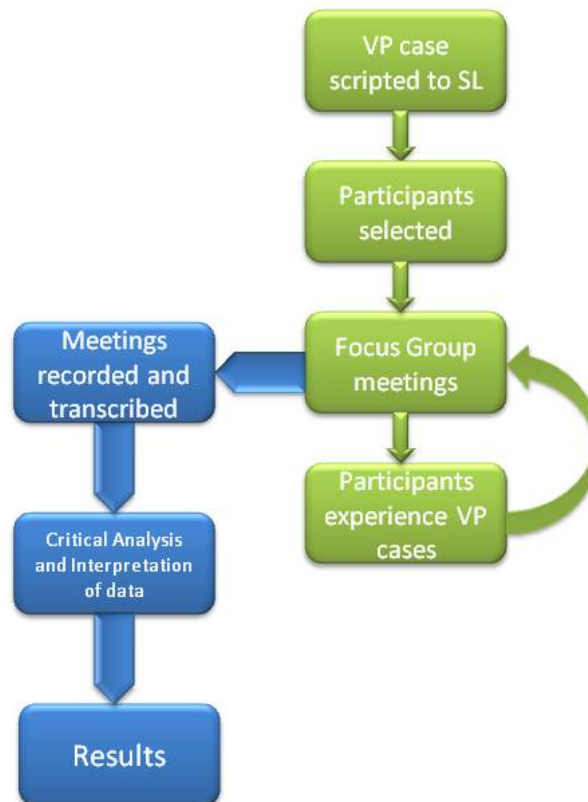 VP case
scripted to SL
Participants
selected
Focus Group
meetings
Participants
experience VP
cases
Meetings
recorded and
transcribed
Critical Analysis
and Interpretation
of data
Results